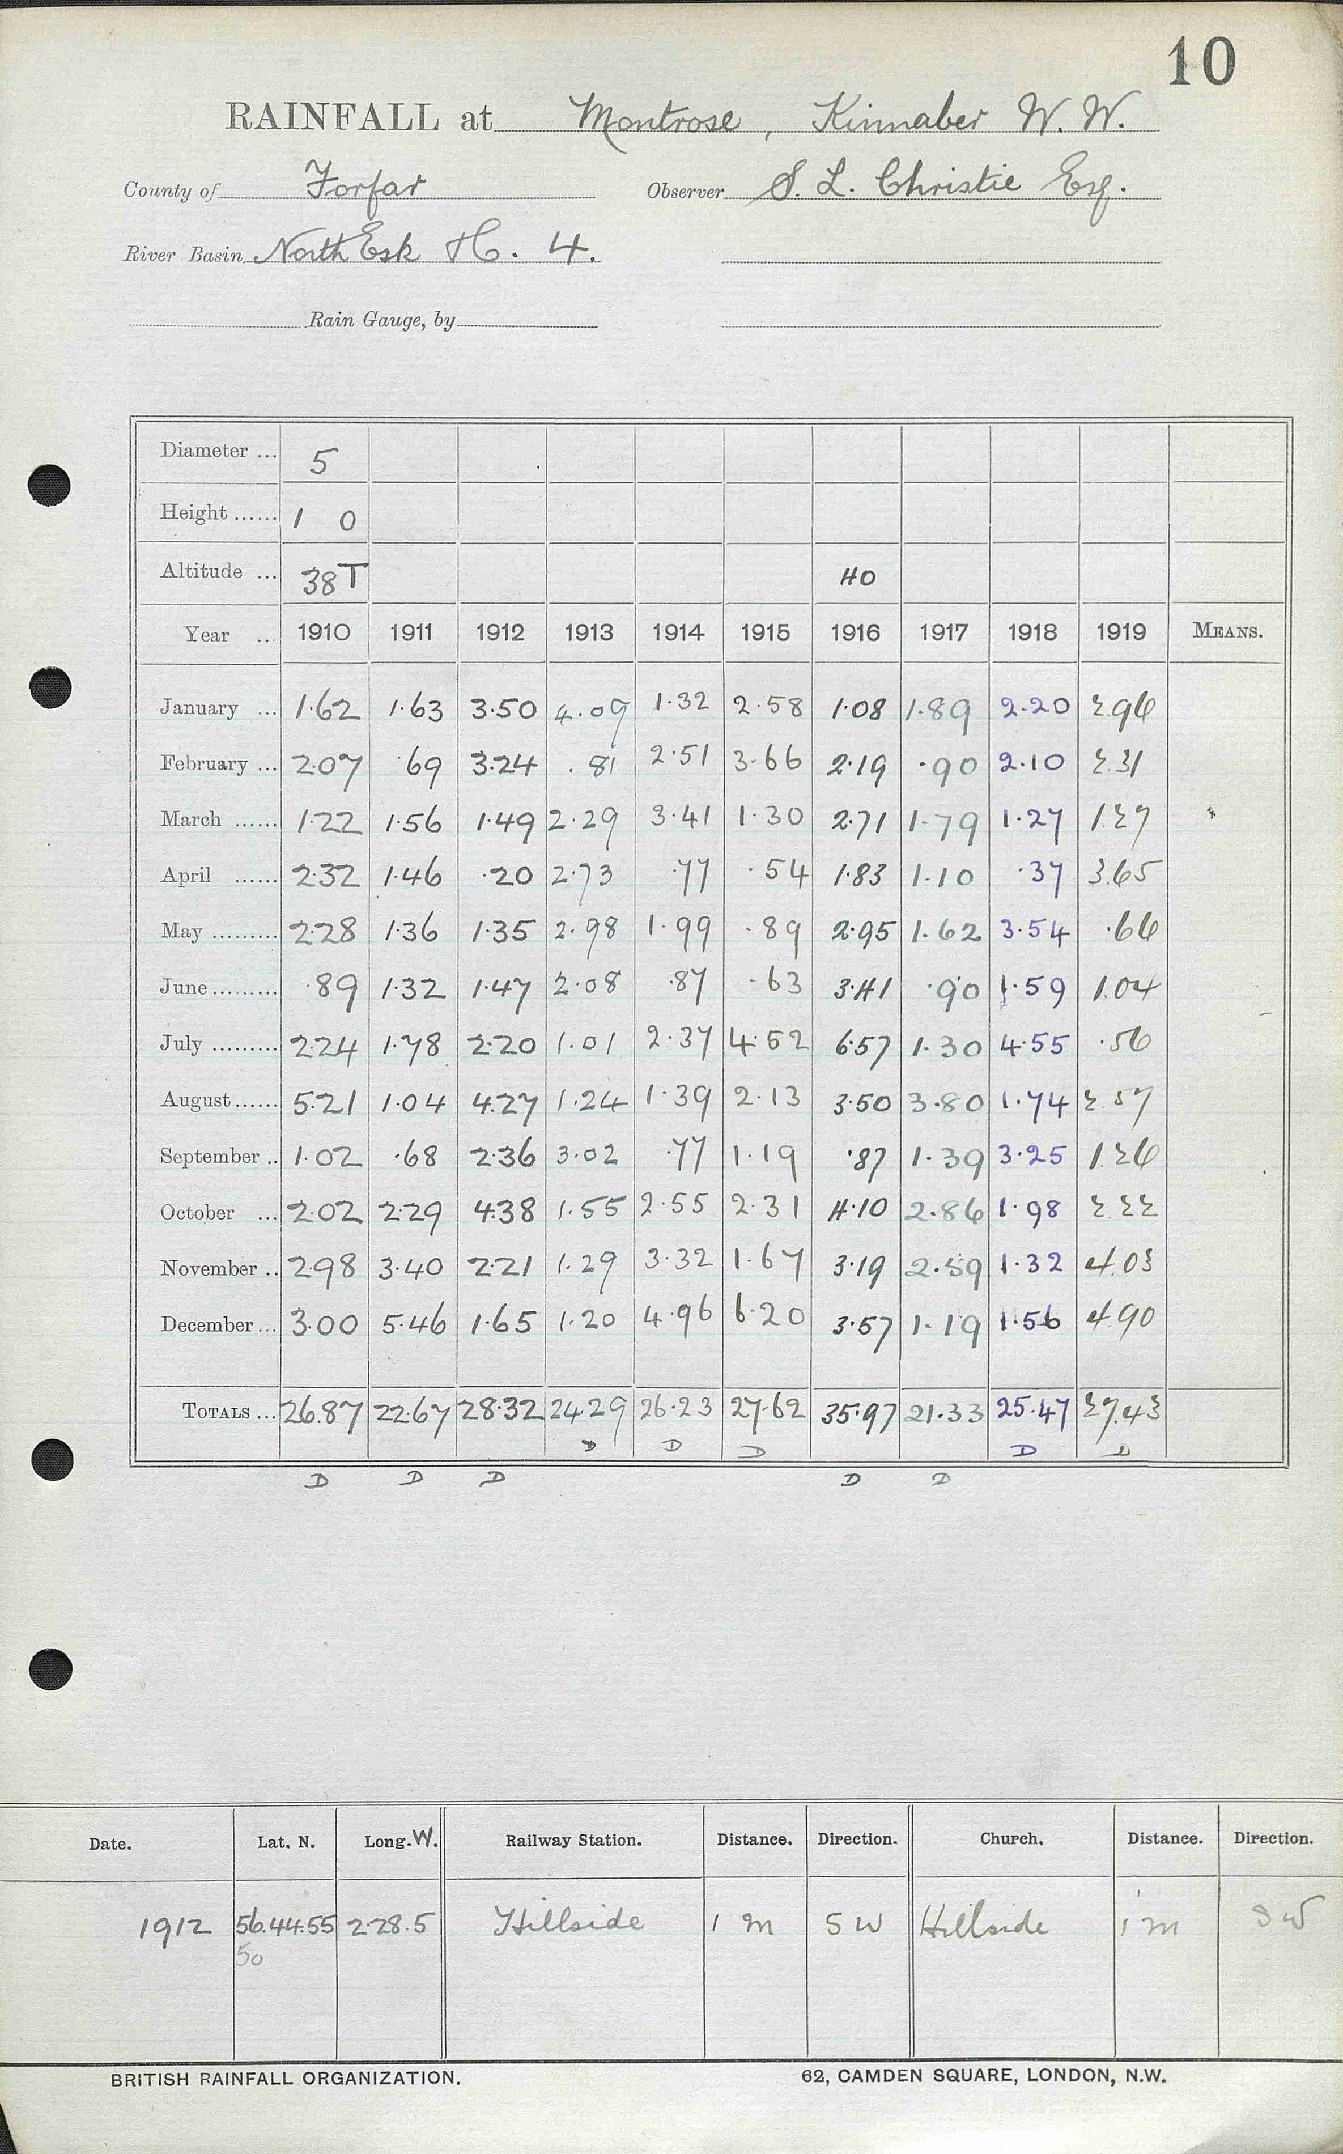 10
RAINFALL at Montrose, Kinnaber W. W.
County of Forfar Observer S. L. Christie Esq.
River Basin North Esk H. 4.
Rain Gauge, by
Diameter ... 5
Height ...... 1 0
Altitude ... 38T 40
Year ... 1910 1911 1912 1913 1914 1915 1916 1917 1918 1919 MEANS.
January ... 1.62 1.63 3.50 4.09 1.32 2.58 1.08 1.89 2.20 2.96
February ... 2.07 .69 3.24 .81 2.51 3.66 2.19 .90 2.10 2.31
March ...... 1.22 1.56 1.49 2.29 3.41 1.30 2.71 1.79 1.27 1.27
April ...... 2.32 1.46 .20 2.73 .77 .54 1.83 1.10 .37 3.65
May ......... 2.28 1.36 1.35 2.98 1.99 .89 2.95 1.62 3.54 .66
June ......... .89 1.32 1.47 2.08 .87 .63 3.41 .90 1.59 1.04
July ......... 2.24 1.78 2.20 1.01 2.37 4.52 6.57 1.30 4.55 .56
August ...... 5.21 1.04 4.27 1.24 1.39 2.13 3.50 3.80 1.74 2.57
September .. 1.02 .68 2.36 3.02 .77 1.19 .87 1.39 3.25 1.26
October ... 2.02 2.29 4.38 1.55 2.55 2.31 4.10 2.86 1.98 2.22
November .. 2.98 3.40 2.21 1.29 3.32 1.67 3.19 2.59 1.32 4.03
December ... 3.00 5.46 1.65 1.20 4.96 6.20 3.57 1.19 1.56 4.90
TOTALS ... 26.87 22.67 28.32 24.29 26.23 27.62 35.97 21.33 25.47 27.43
D D D D D
D D D D D
Date. Lat. N. Long. W. Railway Station. Distance. Direction. Church. Distance. Direction.
1912 56.44.55 2.28.5 Hillside 1 m SW Hillside 1 m SW
50
BRITISH RAINFALL ORGANIZATION. 62, CAMDEN SQUARE, LONDON, N.W.